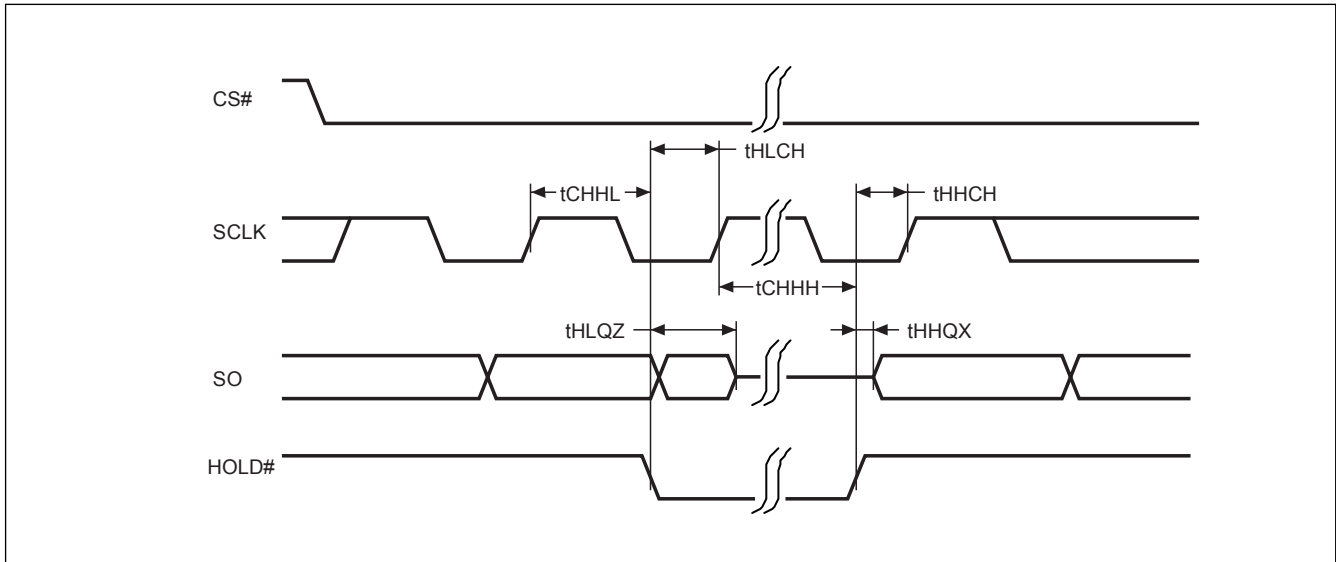 CS#
tHLCH
tCHHL
tHHCH
SCLK
tCHHH
tHLQZ
tHHQX
SO
HOLD#